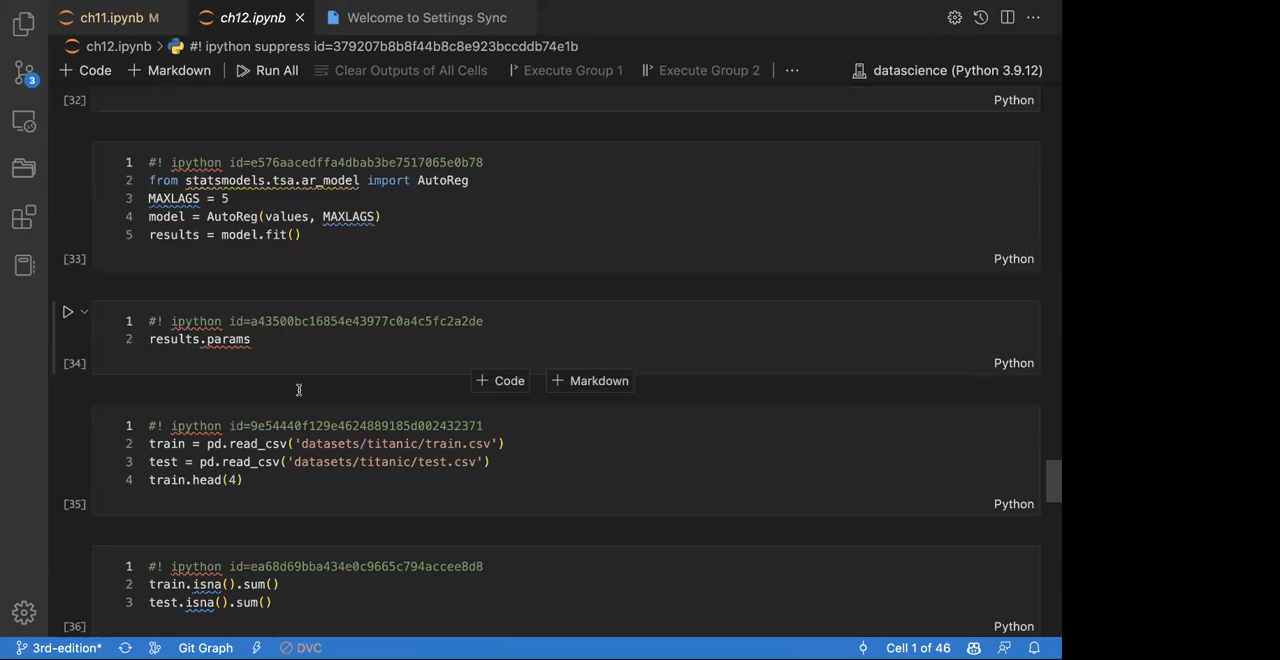 ch11.ipynb M
ch12.ipynb
Welcome to Settings Sync
ch12.ipynb > #! ipython suppress id=379207b8b8f44b8c8e923bccddb74e1b
+ Code + Markdown Run All Clear Outputs of All Cells Execute Group 1 Execute Group 2 ... datascience (Python 3.9.12)
[32] Python
1 #! ipython id=e576aacedffa4dbab3be7517065e0b78
2 from statsmodels.tsa.ar_model import AutoReg
3 MAXLAGS = 5
4 model = AutoReg(values, MAXLAGS)
5 results = model.fit()
[33] Python
1 #! ipython id=a43500bc16854e43977c0a4c5fc2a2de
2 results.params
[34] Python
+ Code + Markdown
1 #! ipython id=9e54440f129e4624889185d002432371
2 train = pd.read_csv('datasets/titanic/train.csv')
3 test = pd.read_csv('datasets/titanic/test.csv')
4 train.head(4)
[35] Python
1 #! ipython id=ea68d69bba434e0c9665c794accee8d8
2 train.isna().sum()
3 test.isna().sum()
[36] Python
3
3rd-edition* Git Graph DVC Cell 1 of 46